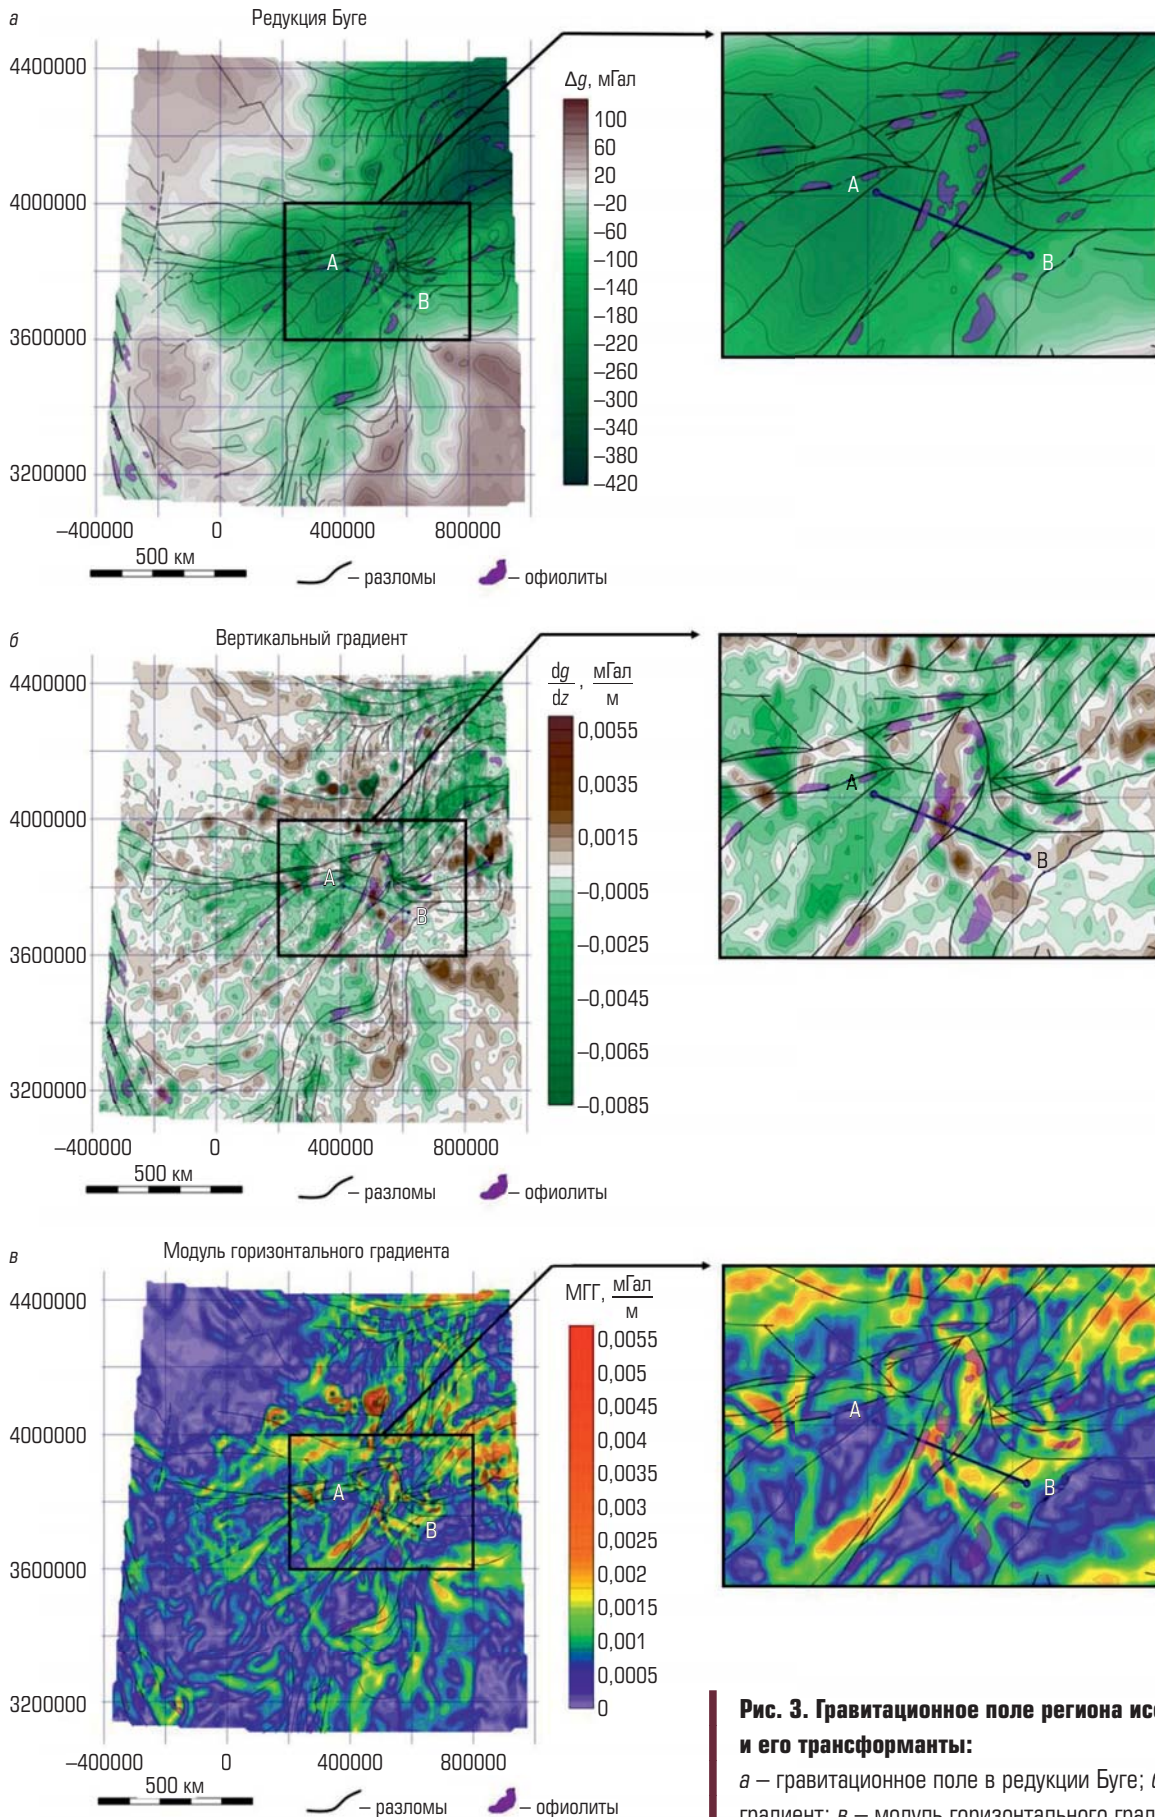 а
Редукция Буге
Δg, мГал
4400000
4000000
3600000
3200000
−400000 0 400000 800000
100
60
20
−20
−60
−100
−140
−180
−220
−260
−300
−340
−380
−420
A
B
A
B
500 км
– разломы
– офиолиты
б
Вертикальный градиент
dg/dz, мГал/м
4400000
4000000
3600000
3200000
−400000 0 400000 800000
0,0055
0,0035
0,0015
−0,0005
−0,0025
−0,0045
−0,0065
−0,0085
A
B
A
B
500 км
– разломы
– офиолиты
в
Модуль горизонтального градиента
МГГ, мГал/м
4400000
4000000
3600000
3200000
−400000 0 400000 800000
0,0055
0,005
0,0045
0,004
0,0035
0,003
0,0025
0,002
0,0015
0,001
0,0005
0
A
B
A
B
500 км
– разломы
– офиолиты
Рис. 3. Гравитационное поле региона
и его трансформанты:
а – гравитационное поле в редукции Буге;
градиент; в – модуль горизонтального